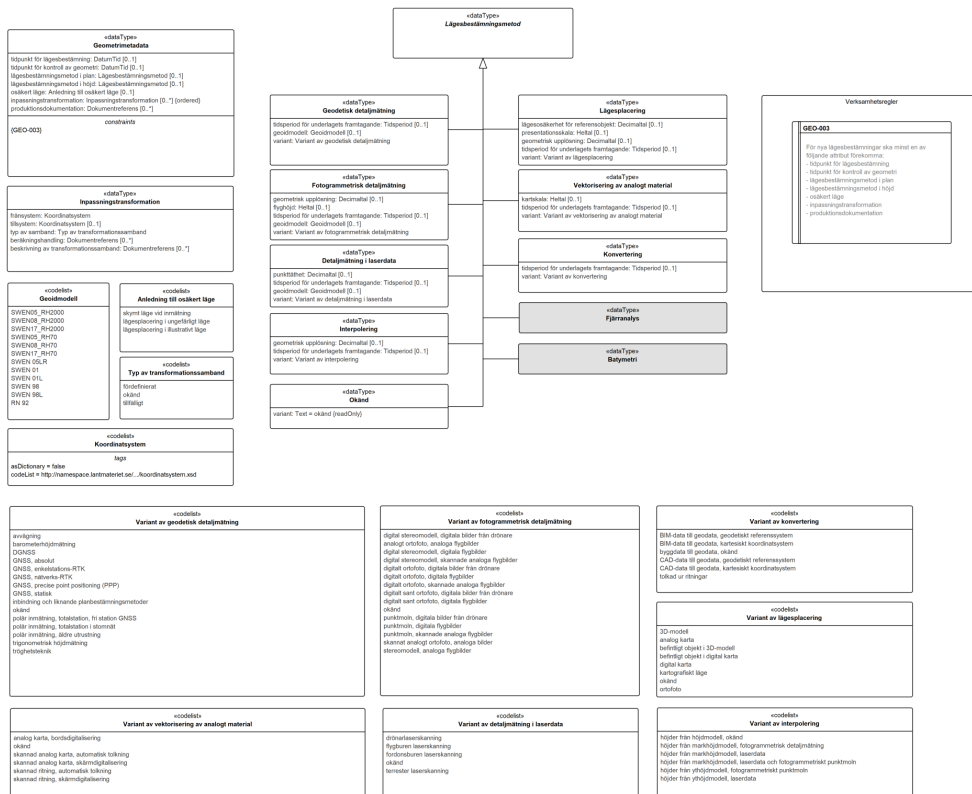 «dataType»
Lägesbestämningsmetod
«dataType»
Geometrimetadata
tidpunkt för lägesbestämning: DatumTid [0..1]
tidpunkt för kontroll av geometri: DatumTid [0..1]
lägesbestämningsmetod i plan: Lägesbestämningsmetod [0..1]
lägesbestämningsmetod i höjd: Lägesbestämningsmetod [0..1]
osäkert läge: Anledning till osäkert läge [0..1]
inpassningstransformation: Inpassningstransformation [0..*] {ordered}
produktionsdokumentation: Dokumentreferens [0..*]
constraints
{GEO-003}
«dataType»
Inpassningstransformation
frånsystem: Koordinatsystem
tillsystem: Koordinatsystem [0..1]
typ av samband: Typ av transformationssamband
beräkningshandling: Dokumentreferens [0..*]
beskrivning av transformationssamband: Dokumentreferens [0..*]
«codelist»
Geoidmodell
SWEN05_RH2000
SWEN08_RH2000
SWEN17_RH2000
SWEN05_RH70
SWEN08_RH70
SWEN17_RH70
SWEN 05LR
SWEN 01
SWEN 01L
SWEN 98
SWEN 98L
RN 92
«codelist»
Anledning till osäkert läge
skymt läge vid inmätning
lägesplacering i ungefärligt läge
lägesplacering i illustrativt läge
«codelist»
Typ av transformationssamband
fördefinierat
okänd
tillfälligt
«codelist»
Koordinatsystem
tags
asDictionary = false
codeList = http://namespace.lantmateriet.se/.../koordinatsystem.xsd
«dataType»
Geodetisk detaljmätning
tidsperiod för underlagets framtagande: Tidsperiod [0..1]
geoidmodell: Geoidmodell [0..1]
variant: Variant av geodetisk detaljmätning
«dataType»
Fotogrammetrisk detaljmätning
geometrisk upplösning: Decimaltal [0..1]
flyghöjd: Heltal [0..1]
tidsperiod för underlagets framtagande: Tidsperiod [0..1]
geoidmodell: Geoidmodell [0..1]
variant: Variant av fotogrammetrisk detaljmätning
«dataType»
Detaljmätning i laserdata
punkttäthet: Decimaltal [0..1]
tidsperiod för underlagets framtagande: Tidsperiod [0..1]
geoidmodell: Geoidmodell [0..1]
variant: Variant av detaljmätning i laserdata
«dataType»
Interpolering
geometrisk upplösning: Decimaltal [0..1]
tidsperiod för underlagets framtagande: Tidsperiod [0..1]
variant: Variant av interpolering
«dataType»
Okänd
variant: Text = okänd {readOnly}
«dataType»
Lägesplacering
lägesosäkerhet för referensobjekt: Decimaltal [0..1]
presentationsskala: Heltal [0..1]
geometrisk upplösning: Decimaltal [0..1]
tidsperiod för underlagets framtagande: Tidsperiod [0..1]
variant: Variant av lägesplacering
«dataType»
Vektorisering av analogt material
kartskala: Heltal [0..1]
tidsperiod för underlagets framtagande: Tidsperiod [0..1]
variant: Variant av vektorisering av analogt material
«dataType»
Konvertering
tidsperiod för underlagets framtagande: Tidsperiod [0..1]
variant: Variant av konvertering
«dataType»
Fjärranalys
«dataType»
Batymetri
Verksamhetsregler
GEO-003
För nya lägesbestämningar ska minst en av
följande attribut förekomma:
- tidpunkt för lägesbestämning
- tidpunkt för kontroll av geometri
- lägesbestämningsmetod i plan
- lägesbestämningsmetod i höjd
- osäkert läge
- inpassningstransformation
- produktionsdokumentation
«codelist»
Variant av geodetisk detaljmätning
avvägning
barometerhöjdmätning
DGNSS
GNSS, absolut
GNSS, enkelstations-RTK
GNSS, nätverks-RTK
GNSS, precise point positioning (PPP)
GNSS, statisk
inbindning och liknande planbestämningsmetoder
okänd
polär inmätning, totalstation, fri station GNSS
polär inmätning, totalstation i stomnät
polär inmätning, äldre utrustning
trigonometrisk höjdmätning
tröghetsteknik
«codelist»
Variant av fotogrammetrisk detaljmätning
digital stereomodell, digitala bilder från drönare
analogt ortofoto, analoga flygbilder
digital stereomodell, digitala flygbilder
digital stereomodell, skannade analoga flygbilder
digitalt ortofoto, digitala bilder från drönare
digitalt ortofoto, digitala flygbilder
digitalt ortofoto, skannade analoga flygbilder
digitalt sant ortofoto, digitala bilder från drönare
digitalt sant ortofoto, digitala flygbilder
okänd
punktmoln, digitala bilder från drönare
punktmoln, digitala flygbilder
punktmoln, skannade analoga flygbilder
skannat analogt ortofoto, analoga bilder
stereomodell, analoga flygbilder
«codelist»
Variant av konvertering
BIM-data till geodata, geodetiskt referenssystem
BIM-data till geodata, kartesiskt koordinatsystem
byggdata till geodata, okänd
CAD-data till geodata, geodetiskt referenssystem
CAD-data till geodata, kartesiskt koordinatsystem
tolkad ur ritningar
«codelist»
Variant av lägesplacering
3D-modell
analog karta
befintligt objekt i 3D-modell
befintligt objekt i digital karta
digital karta
kartografiskt läge
okänd
ortofoto
«codelist»
Variant av vektorisering av analogt material
analog karta, bordsdigitalisering
okänd
skannad analog karta, automatisk tolkning
skannad analog karta, skärmdigitalisering
skannad ritning, automatisk tolkning
skannad ritning, skärmdigitalisering
«codelist»
Variant av detaljmätning i laserdata
drönarlaserskanning
flygburen laserskanning
fordonsburen laserskanning
okänd
terrester laserskanning
«codelist»
Variant av interpolering
höjder från höjdmodell, okänd
höjder från markhöjdmodell, fotogrammetrisk detaljmätning
höjder från markhöjdmodell, laserdata
höjder från markhöjdmodell, laserdata och fotogrammetriskt punktmoln
höjder från ythöjdmodell, fotogrammetriskt punktmoln
höjder från ythöjdmodell, laserdata